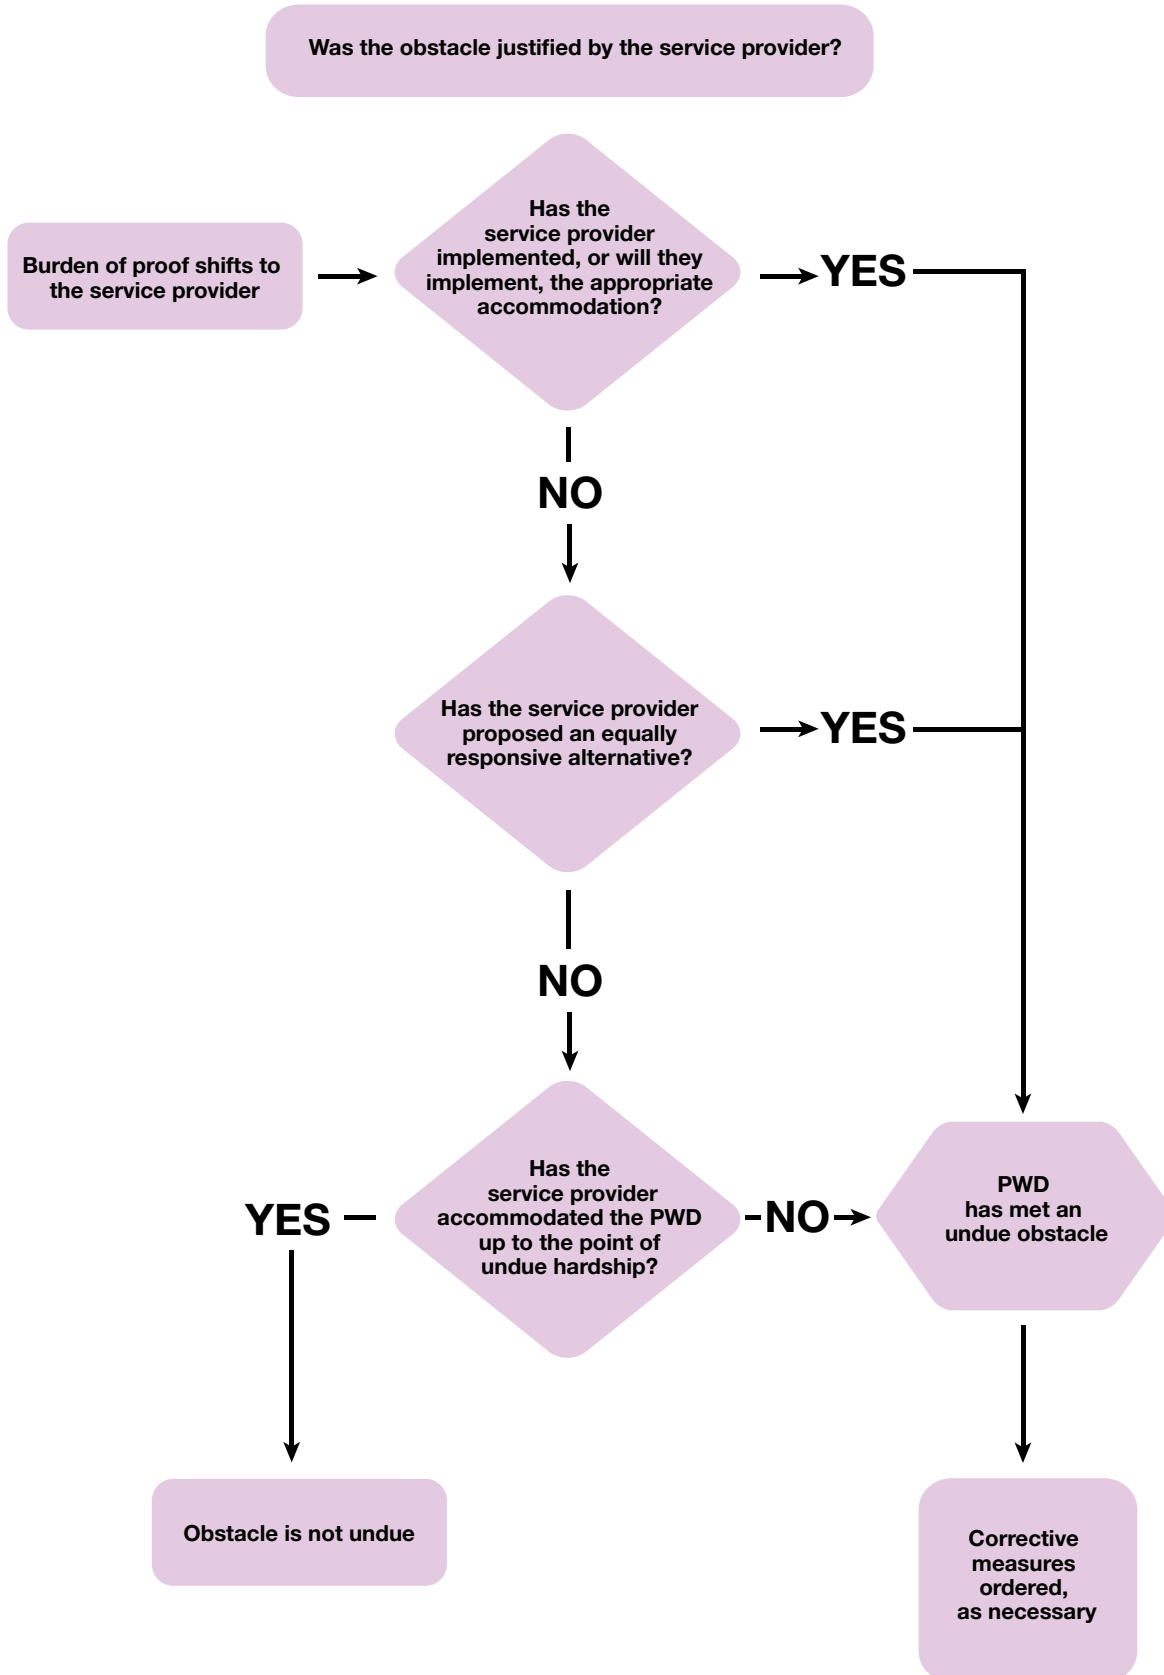 Was the obstacle justified by the service provider?
Has the
service provider
implemented, or will they
implement, the appropriate
accommodation?
Burden of proof shifts to
the service provider
YES
NO
Has the service provider
proposed an equally
responsive alternative?
YES
NO
Has the
service provider
accommodated the PWD
up to the point of
undue hardship?
YES
NO
PWD
has met an
undue obstacle
Obstacle is not undue
Corrective
measures
ordered,
as necessary